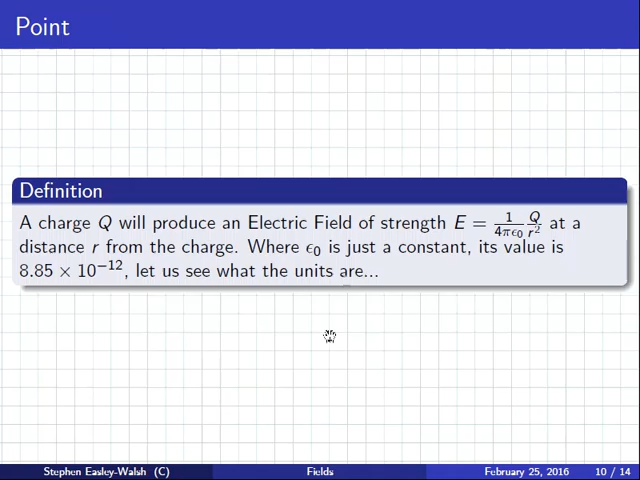 Point
Definition
A charge Q will produce an Electric Field of strength E = \frac{1}{4πϵ₀} \frac{Q}{r²} at a
distance r from the charge. Where ϵ₀ is just a constant, its value is
8.85 × 10⁻¹², let us see what the units are...
Stephen Easley-Walsh (C) Fields February 25, 2016 10 / 14